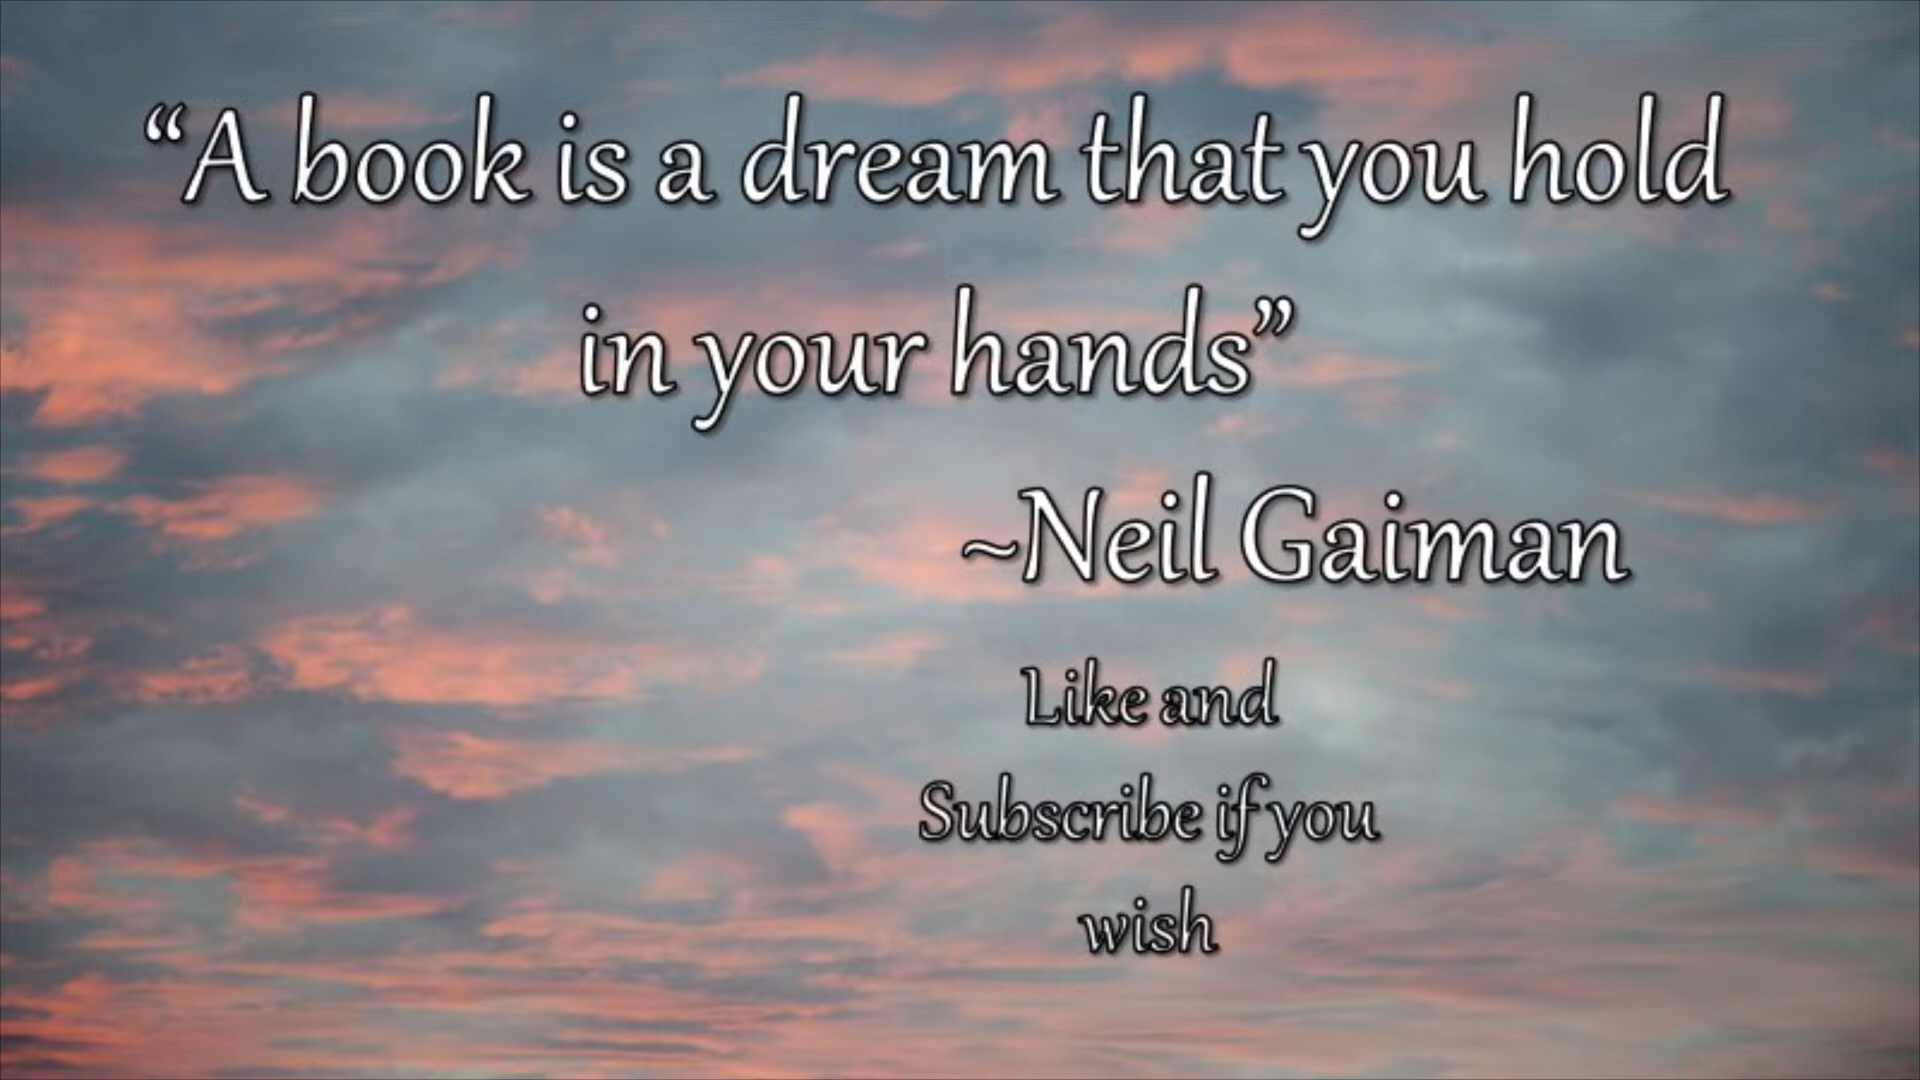 “A book is a dream that you hold
in your hands”
~Neil Gaiman
Like and
Subscribe if you
wish